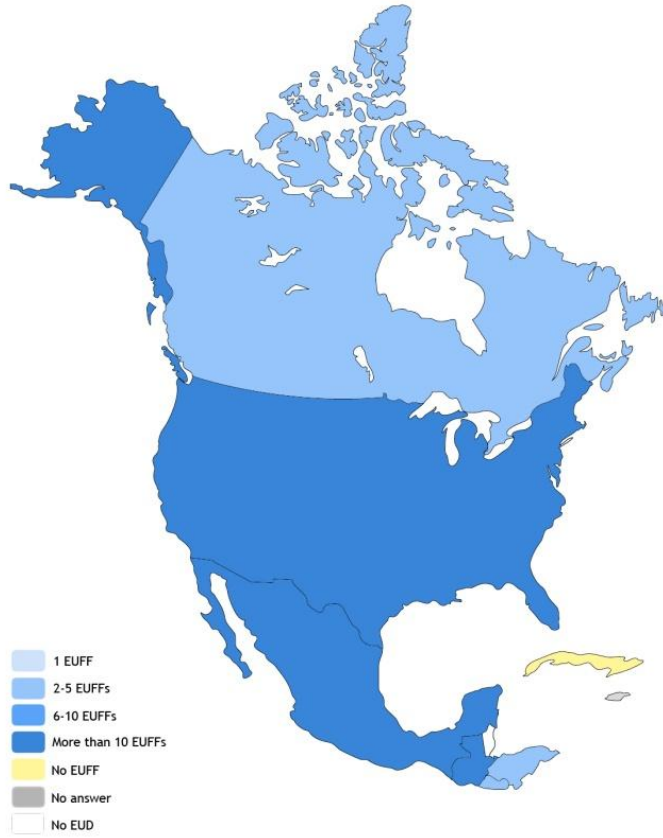 1 EUFF
2-5 EUFFs
6-10 EUFFs
More than 10 EUFFs
No EUFF
No answer
No EUD